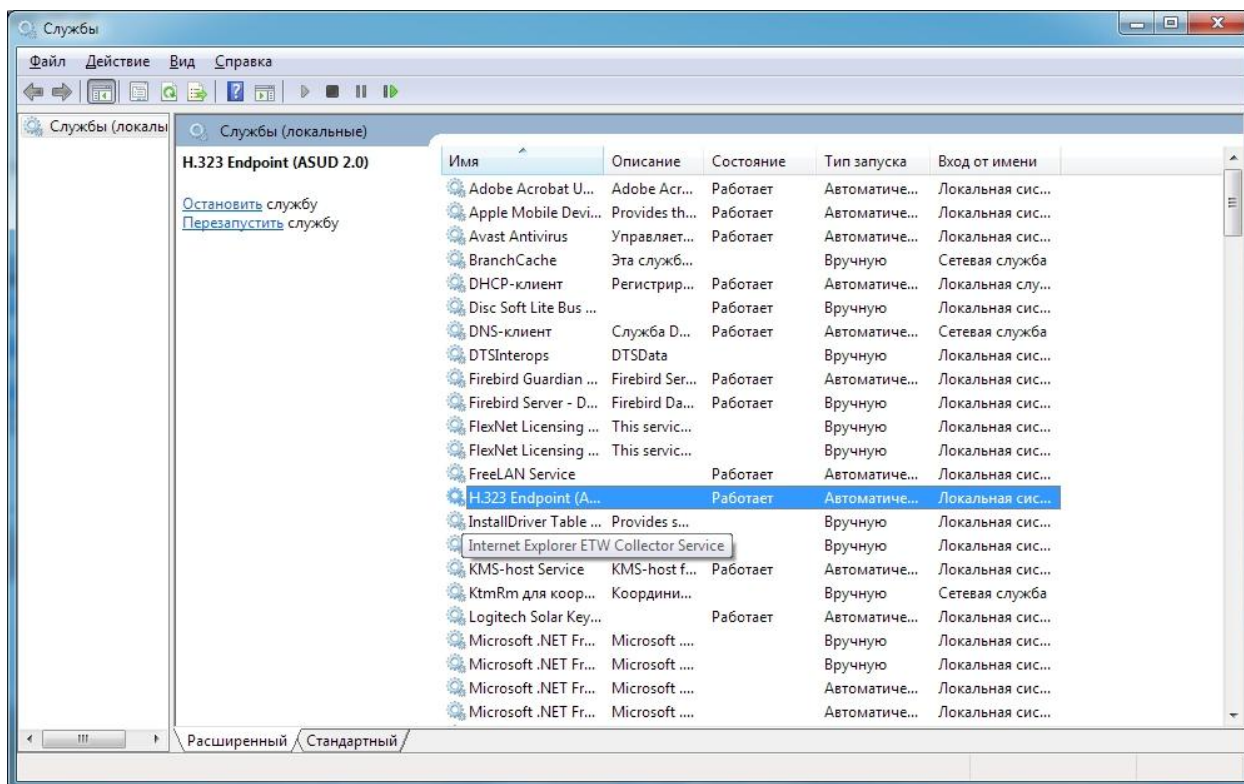 Службы
Файл Действие Вид Справка
Службы (локалы
Службы (локальные)
H.323 Endpoint (ASUD 2.0)
Остановить службу
Перезапустить службу
Имя Описание Состояние Тип запуска Вход от имени
Adobe Acrobat U... Adobe Acr... Работает Автоматиче... Локальная сис...
Apple Mobile Devi... Provides th... Работает Автоматиче... Локальная сис...
Avast Antivirus Управляет... Работает Автоматиче... Локальная сис...
BranchCache Эта служб... Вручную Сетевая служба
DHCP-клиент Регистрир... Работает Автоматиче... Локальная слу...
Disc Soft Lite Bus ... Работает Вручную Локальная сис...
DNS-клиент Служба D... Работает Автоматиче... Сетевая служба
DTSInterops DTSData Вручную Локальная сис...
Firebird Guardian ... Firebird Ser... Работает Автоматиче... Локальная сис...
Firebird Server - D... Firebird Da... Работает Вручную Локальная сис...
FlexNet Licensing ... This servic... Вручную Локальная сис...
FlexNet Licensing ... This servic... Вручную Локальная сис...
FreeLAN Service Работает Автоматиче... Локальная сис...
H.323 Endpoint (A... Работает Автоматиче... Локальная сис...
InstallDriver Table ... Provides s... Вручную Локальная сис...
Internet Explorer ETW Collector Service Вручную Локальная сис...
KMS-host Service KMS-host f... Работает Автоматиче... Локальная сис...
KtmRm для коор... Координи... Вручную Сетевая служба
Logitech Solar Key... Работает Автоматиче... Локальная сис...
Microsoft .NET Fr... Microsoft .... Вручную Локальная сис...
Microsoft .NET Fr... Microsoft .... Вручную Локальная сис...
Microsoft .NET Fr... Microsoft .... Автоматиче... Локальная сис...
Microsoft .NET Fr... Microsoft .... Автоматиче... Локальная сис...
Расширенный Стандартный